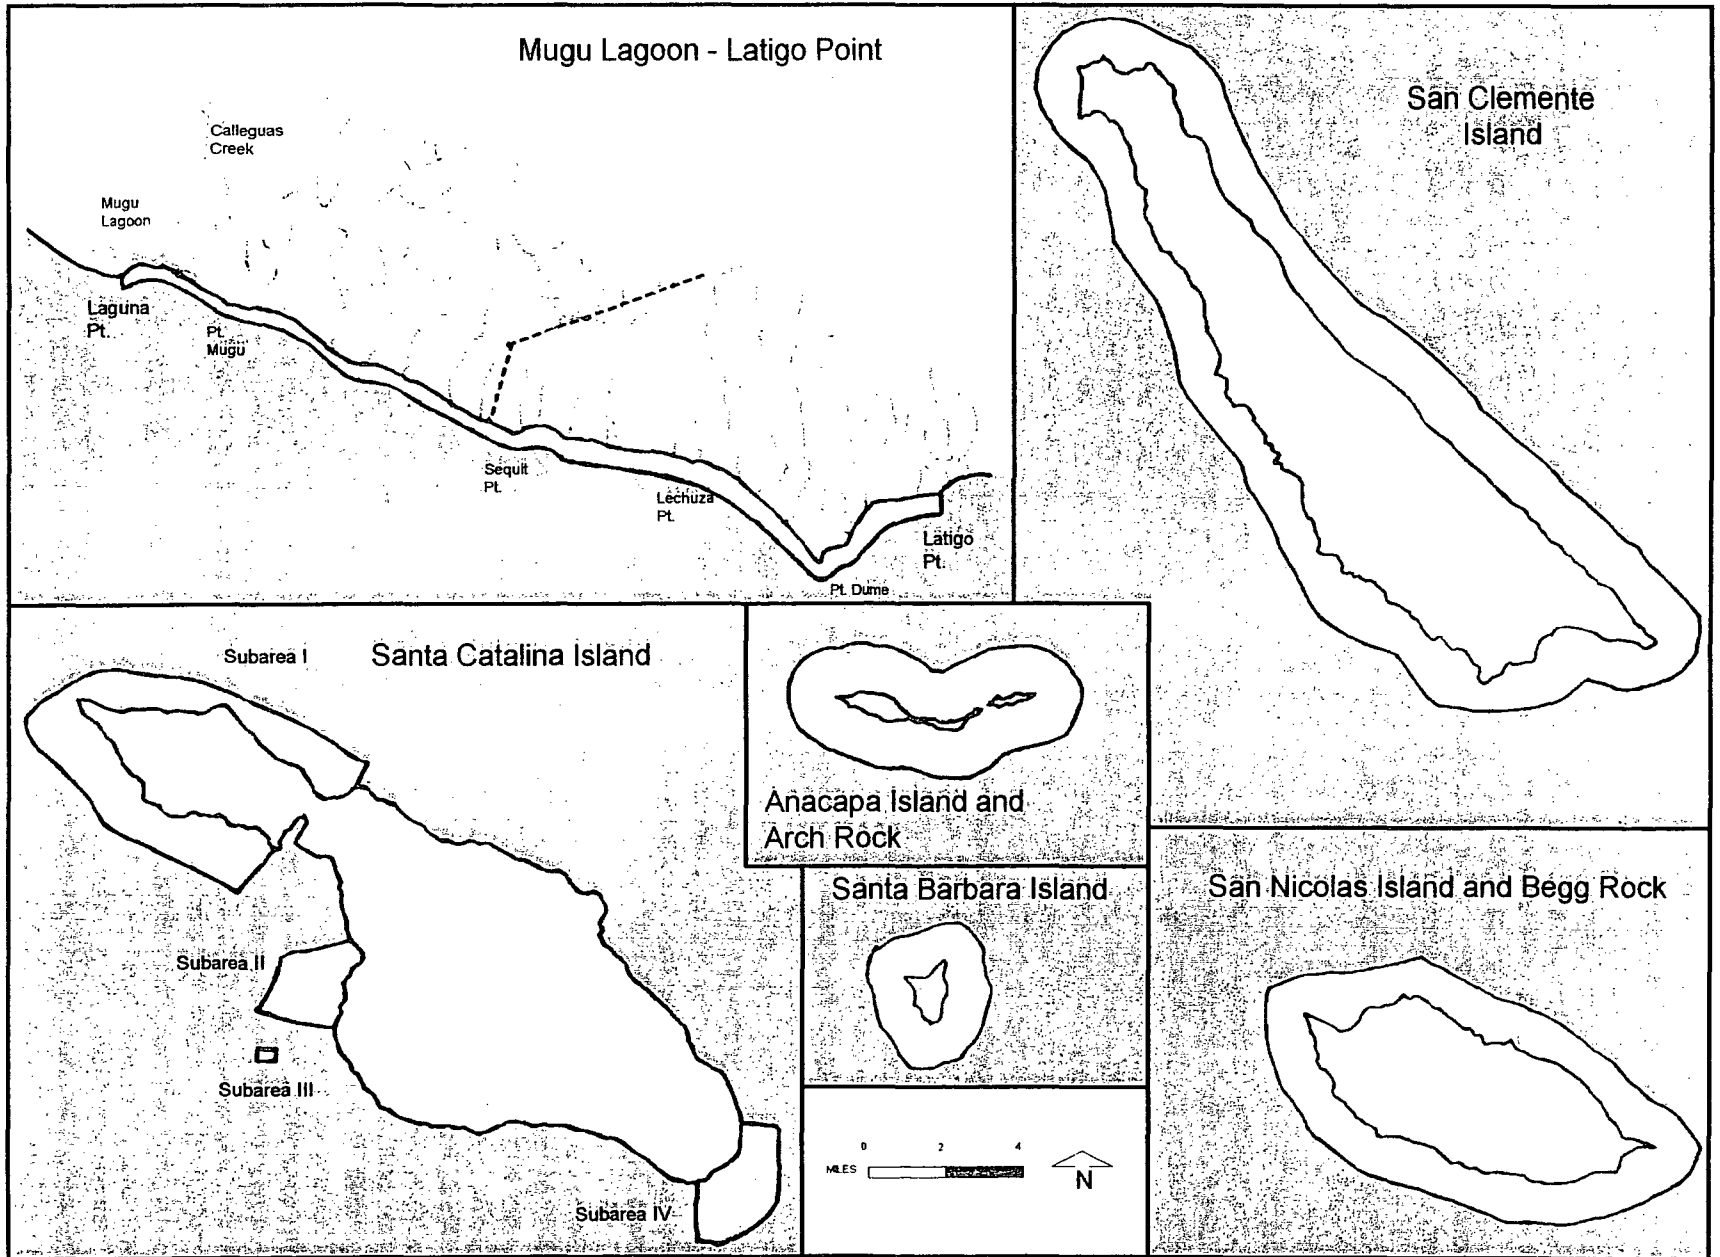 Mugu Lagoon - Latigo Point
Calleguas
Creek
Mugu
Lagoon
Laguna
Pt.
Pt.
Mugu
Sequit
Pt.
Lechuza
Pt.
Latigo
Pt.
Pt. Dume
San Clemente
Island
Subarea I
Santa Catalina Island
Subarea II
Subarea III
Subarea IV
Anacapa Island and
Arch Rock
Santa Barbara Island
San Nicolas Island and Begg Rock
0 2 4
MILES
N